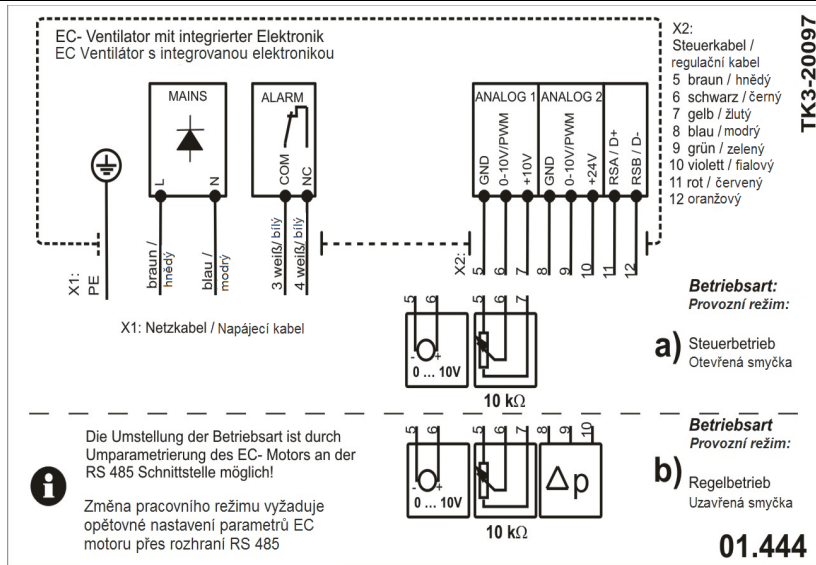 EC- Ventilator mit integrierter Elektronik
EC Ventilátor s integrovanou elektronikou
MAINS
L
N
ALARM
COM
NC
ANALOG 1
GND
0-10V/PWM
+10V
ANALOG 2
GND
0-10V/PWM
+24V
RSA / D+
RSB / D-
X2:
Steuerkabel /
regulační kabel
5 braun / hnědý
6 schwarz / černý
7 gelb / žlutý
8 blau / modrý
9 grün / zelený
10 violett / fialový
11 rot / červený
12 oranžový
TK3-20097
X1:
PE
braun /
hnědý
blau /
modrý
3 weiß/ bílý
4 weiß/ bílý
X2:
5
6
7
8
9
10
11
12
X1: Netzkabel / Napájecí kabel
5
6
- +
0 ... 10V
5
6
7
10 kΩ
Betriebsart:
Provozní režim:
a)
Steuerbetrieb
Otevřená smyčka
Die Umstellung der Betriebsart ist durch
Umparametrierung des EC- Motors an der
RS 485 Schnittstelle möglich!
Změna pracovního režimu vyžaduje
opětovné nastavení parametrů EC
motoru přes rozhraní RS 485
i
5
6
- +
0 ... 10V
5
6
7
10 kΩ
8
9
10
Δp
Betriebsart
Provozní režim:
b)
Regelbetrieb
Uzavřená smyčka
01.444